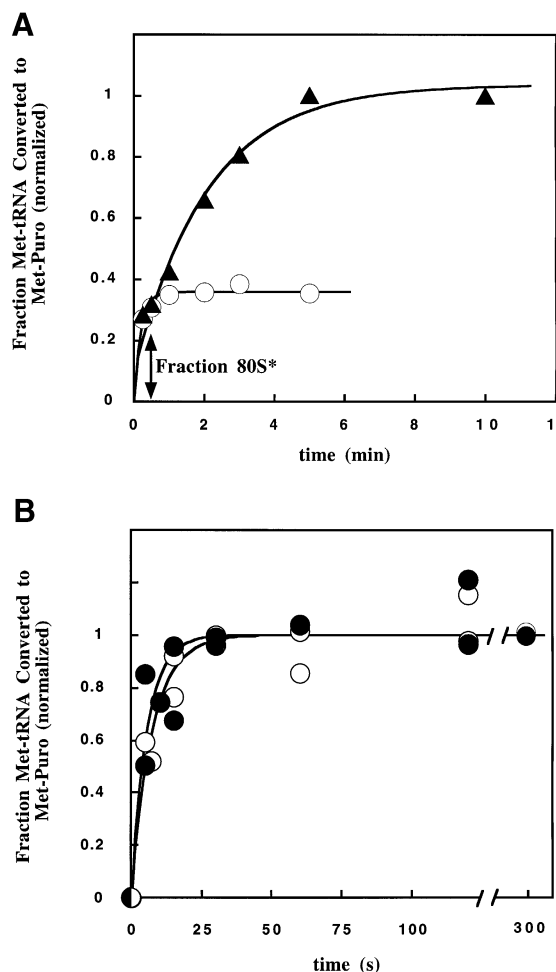 A
Fraction Met-tRNA Converted to
Met-Puro (normalized)
1
0.8
0.6
0.4
0.2
0
Fraction 80S*
0 2 4 6 8 10 1
time (min)
B
Fraction Met-tRNA Converted to
Met-Puro (normalized)
1
0.8
0.6
0.4
0.2
0
0 25 50 75 100 300
time (s)